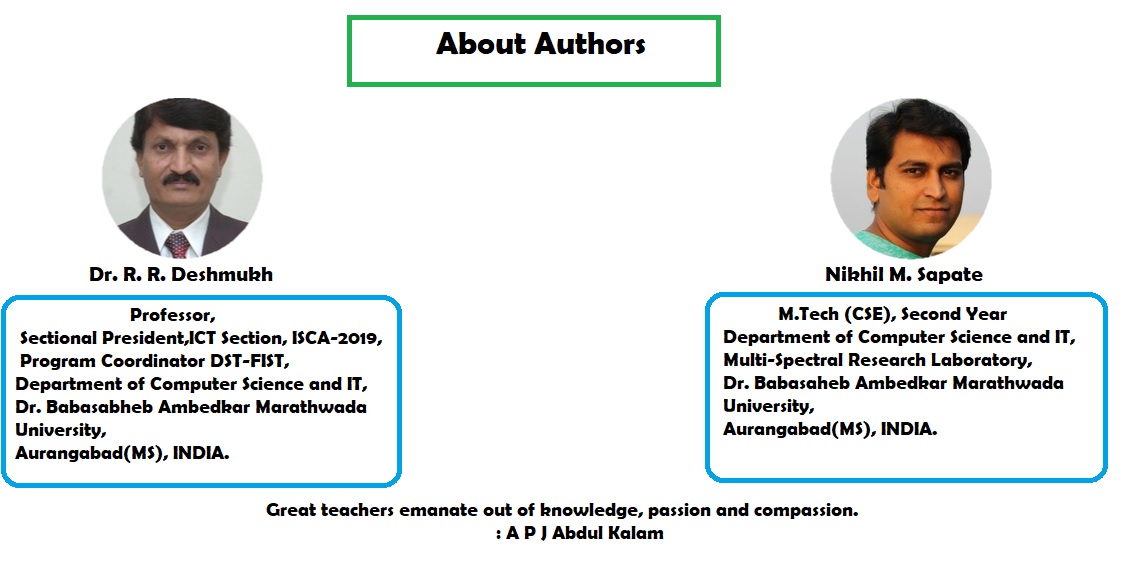 About Authors
Dr. R. R. Deshmukh
Professor,
Sectional President,ICT Section, ISCA-2019,
Program Coordinator DST-FIST,
Department of Computer Science and IT,
Dr. Babasabheb Ambedkar Marathwada
University,
Aurangabad(MS), INDIA.
Nikhil M. Sapate
M.Tech (CSE), Second Year
Department of Computer Science and IT,
Multi-Spectral Research Laboratory,
Dr. Babasaheb Ambedkar Marathwada
University,
Aurangabad(MS), INDIA.
Great teachers emanate out of knowledge, passion and compassion.
: A P J Abdul Kalam